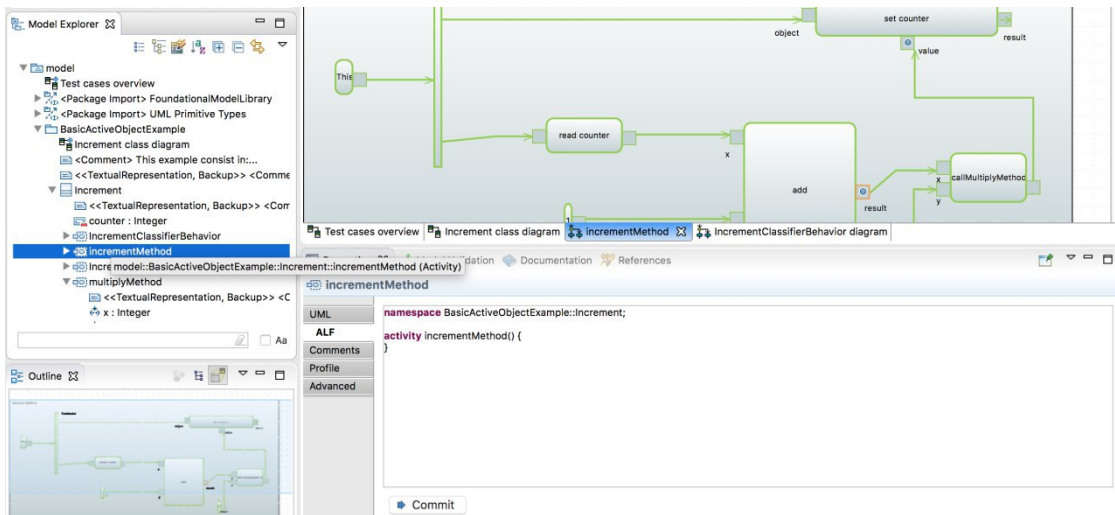 Model Explorer
model
Test cases overview
<Package Import> FoundationalModelLibrary
<Package Import> UML Primitive Types
BasicActiveObjectExample
Increment class diagram
<Comment> This example consist in:...
<<TextualRepresentation, Backup>> <Comme
Increment
<<TextualRepresentation, Backup>> <Com
counter : Integer
IncrementClassifierBehavior
incrementMethod
Incre
model::BasicActiveObjectExample::Increment::incrementMethod (Activity)
multiplyMethod
<<TextualRepresentation, Backup>> <C
x : Integer
Aa
Outline
This
set counter
object
result
value
read counter
x
add
1
result
x
y
callMultiplyMethod
Test cases overview
Increment class diagram
IncrementMethod
IncrementClassifierBehavior diagram
Documentation
References
incrementMethod
UML
ALF
Comments
Profile
Advanced
namespace BasicActiveObjectExample::Increment;
activity incrementMethod() {
}
Commit